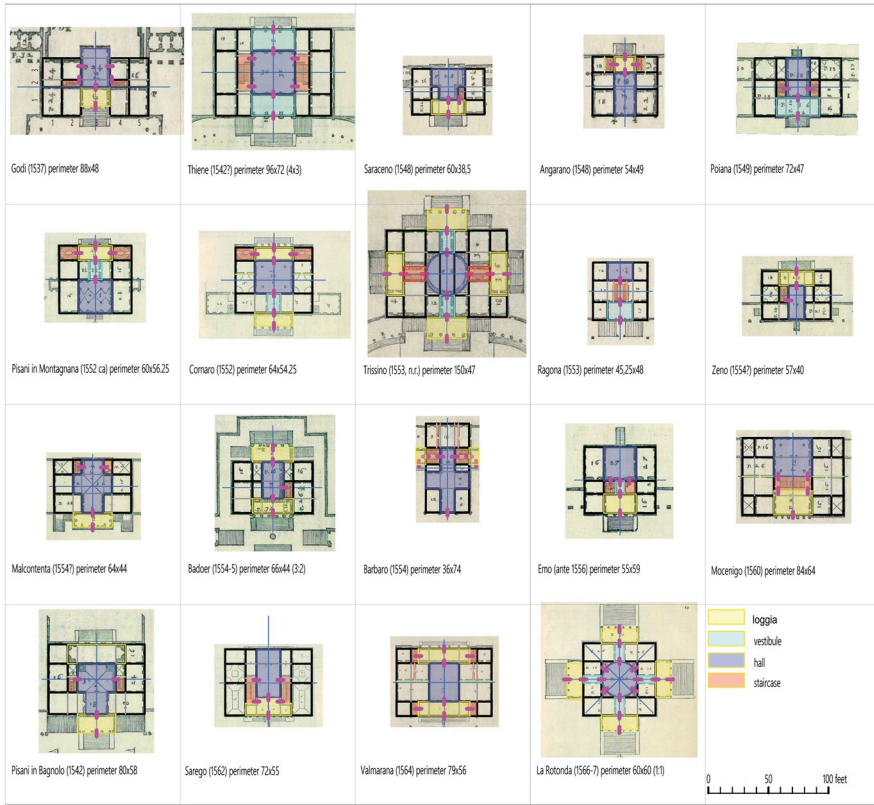 Godi (1537) perimeter 88x48
Thiene (1542?) perimeter 96x72 (4x3)
Saraceno (1548) perimeter 60x38,5
Angarano (1548) perimeter 54x49
Poiana (1549) perimeter 72x47
Pisani in Montagnana (1552 ca) perimeter 60x56.25
Cornaro (1552) perimeter 64x54.25
Trissino (1553, n.r.) perimeter 150x47
Ragona (1553) perimeter 45,25x48
Zeno (1554?) perimeter 57x40
Malcontenta (1554?) perimeter 64x44
Badoer (1554-5) perimeter 66x44 (3:2)
Barbaro (1554) perimeter 36x74
Emo (ante 1556) perimeter 55x59
Mocenigo (1560) perimeter 84x64
loggia
vestibule
hall
staircase
Pisani in Bagnolo (1542) perimeter 80x58
Sarego (1562) perimeter 72x55
Valmarana (1564) perimeter 79x56
La Rotonda (1566-7) perimeter 60x60 (1:1)
0 50 100 feet